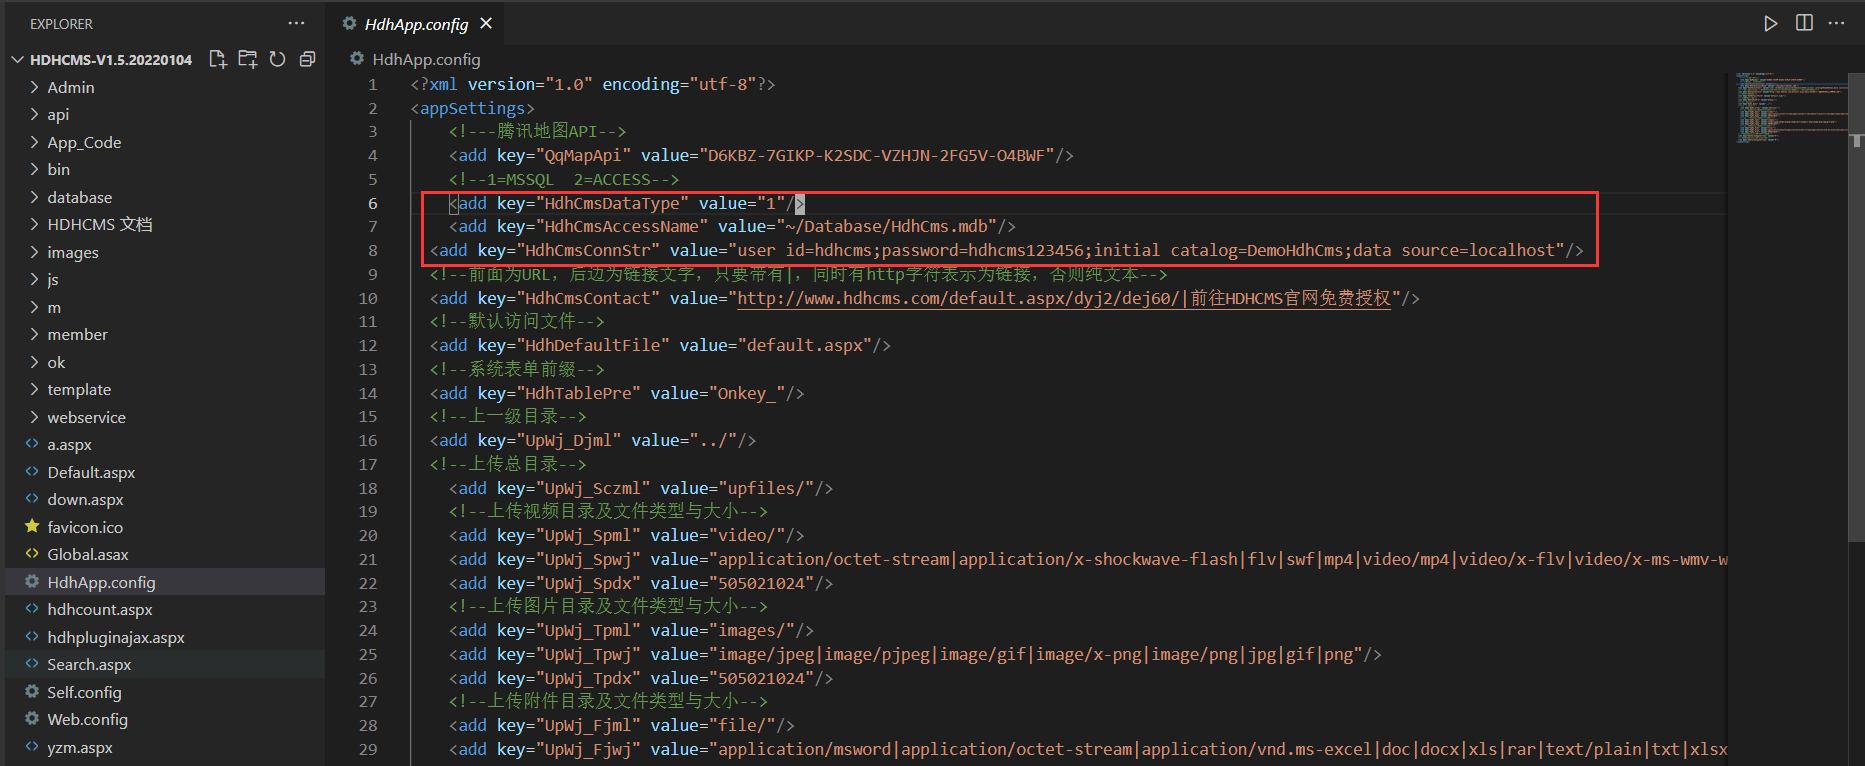 EXPLORER
HDHCMS-V1.5.20220104
Admin
api
App_Code
bin
database
HDHCMS 文档
images
js
m
member
ok
template
webservice
a.aspx
Default.aspx
down.aspx
favicon.ico
Global.asax
HdhApp.config
hdhcount.aspx
hdhpluginajax.aspx
Search.aspx
Self.config
Web.config
yzm.aspx
HdhApp.config
HdhApp.config
1 <?xml version="1.0" encoding="utf-8"?>
2 <appSettings>
3 <!---腾讯地图API-->
4 <add key="QqMapApi" value="D6KBZ-7GIKP-K2SDC-VZHJN-2FG5V-O4BWF"/>
5 <!--1=MSSQL  2=ACCESS-->
6 <add key="HdhCmsDataType" value="1"/>
7 <add key="HdhCmsAccessName" value="~/Database/HdhCms.mdb"/>
8 <add key="HdhCmsConnStr" value="user id=hdhcms;password=hdhcms123456;initial catalog=DemoHdhCms;data source=localhost"/>
9 <!--前面为URL, 后边为链接文字, 只要带有|, 同时有http字符表示为链接, 否则纯文本-->
10 <add key="HdhCmsContact" value="http://www.hdhcms.com/default.aspx/dyj2/dej60/|前往HDHCMS官网免费授权"/>
11 <!--默认访问文件-->
12 <add key="HdhDefaultFile" value="default.aspx"/>
13 <!--系统表单前缀-->
14 <add key="HdhTablePre" value="Onkey_"/>
15 <!--上一级目录-->
16 <add key="UpWj_Djml" value="../"/>
17 <!--上传总目录-->
18 <add key="UpWj_Sczml" value="upfiles/"/>
19 <!--上传视频目录及文件类型与大小-->
20 <add key="UpWj_Spml" value="video/"/>
21 <add key="UpWj_Spwj" value="application/octet-stream|application/x-shockwave-flash|flv|swf|mp4|video/mp4|video/x-flv|video/x-ms-wmv-w
22 <add key="UpWj_Spdx" value="505021024"/>
23 <!--上传图片目录及文件类型与大小-->
24 <add key="UpWj_Tpml" value="images/"/>
25 <add key="UpWj_Tpwj" value="image/jpeg|image/pjpeg|image/gif|image/x-png|image/png|jpg|gif|png"/>
26 <add key="UpWj_Tpdx" value="505021024"/>
27 <!--上传附件目录及文件类型与大小-->
28 <add key="UpWj_Fjml" value="file/"/>
29 <add key="UpWj_Fjwj" value="application/msword|application/octet-stream|application/vnd.ms-excel|doc|docx|xls|rar|text/plain|txt|xlsx